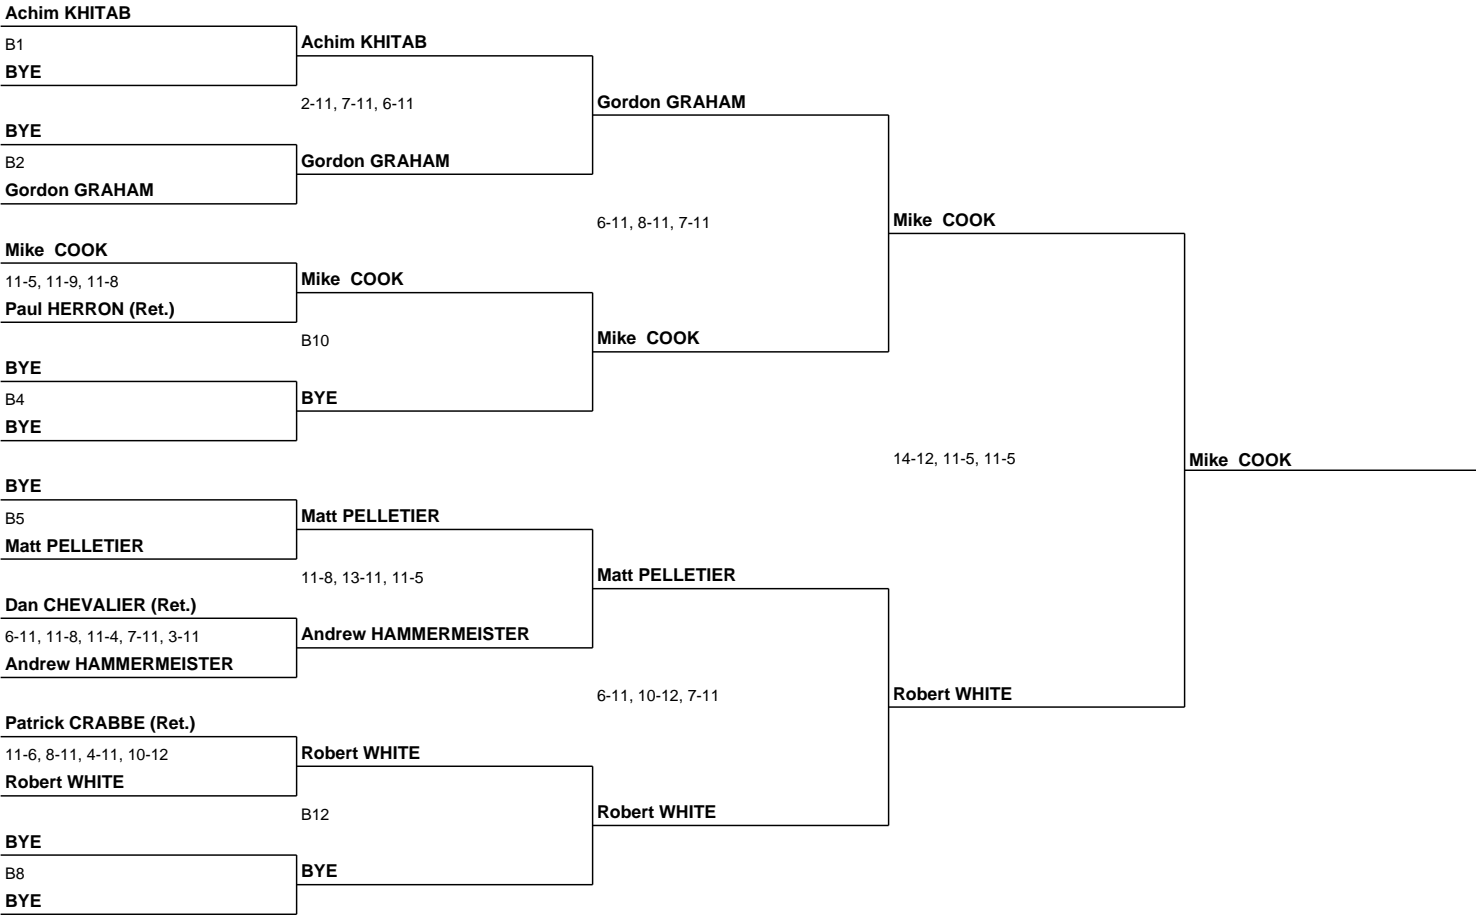 Achim KHITAB
B1
BYE
BYE
B2
Gordon GRAHAM
Mike COOK
11-5, 11-9, 11-8
Paul HERRON (Ret.)
BYE
B4
BYE
BYE
B5
Matt PELLETIER
Dan CHEVALIER (Ret.)
6-11, 11-8, 11-4, 7-11, 3-11
Andrew HAMMERMEISTER
Patrick CRABBE (Ret.)
11-6, 8-11, 4-11, 10-12
Robert WHITE
BYE
B8
BYE
Achim KHITAB
2-11, 7-11, 6-11
Gordon GRAHAM
Mike COOK
B10
BYE
Matt PELLETIER
11-8, 13-11, 11-5
Andrew HAMMERMEISTER
Robert WHITE
B12
BYE
Gordon GRAHAM
6-11, 8-11, 7-11
Mike COOK
Matt PELLETIER
6-11, 10-12, 7-11
Robert WHITE
Mike COOK
14-12, 11-5, 11-5
Robert WHITE
Mike COOK